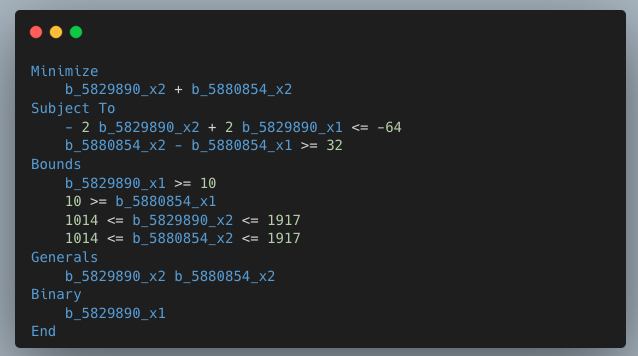 Minimize
b_5829890_x2 + b_5880854_x2
Subject To
- 2 b_5829890_x2 + 2 b_5829890_x1 <= -64
b_5880854_x2 - b_5880854_x1 >= 32
Bounds
b_5829890_x1 >= 10
10 >= b_5880854_x1
1014 <= b_5829890_x2 <= 1917
1014 <= b_5880854_x2 <= 1917
Generals
b_5829890_x2 b_5880854_x2
Binary
b_5829890_x1
End